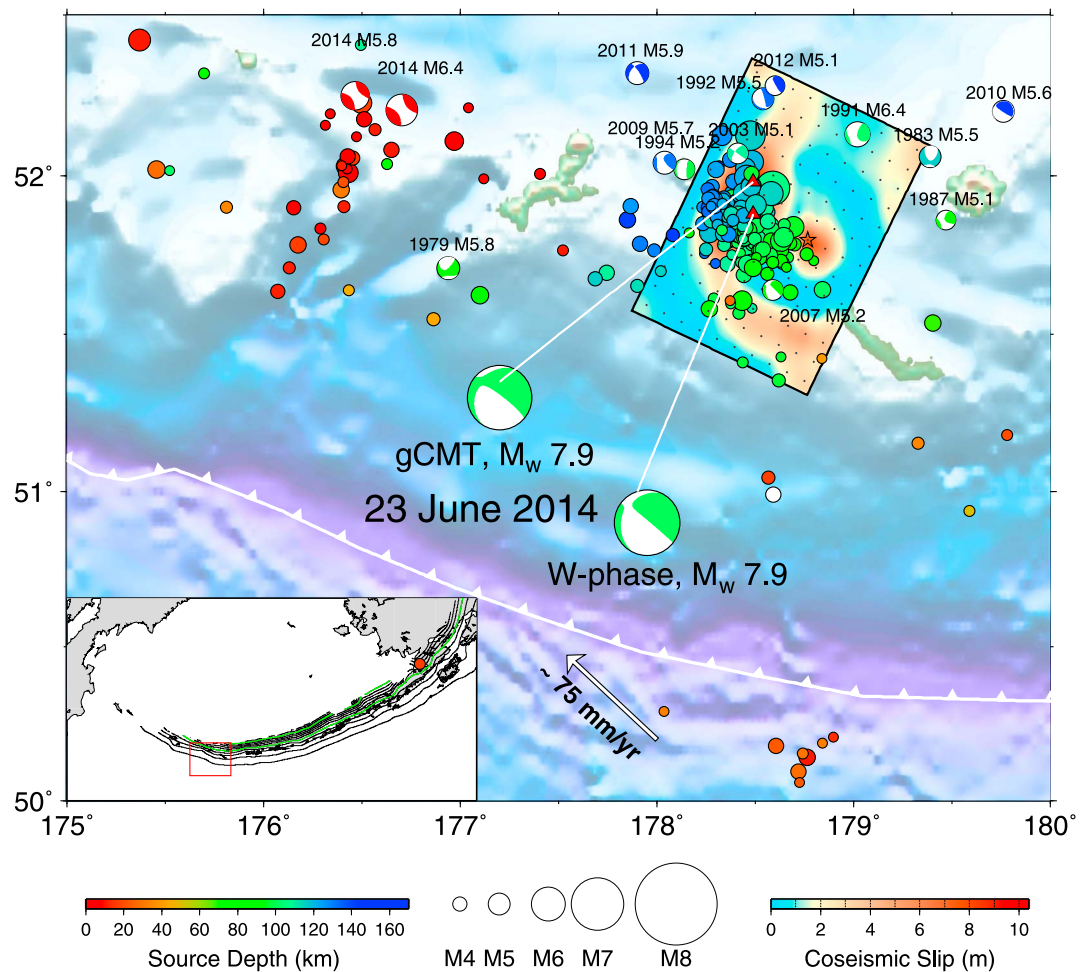 2014 M5.8
2014 M6.4
2011 M5.9
2012 M5.1
1992 M5.5
2010 M5.6
1991 M6.4
2009 M5.7
2003 M5.1
1983 M5.5
1994 M5.2
1987 M5.1
1979 M5.8
2007 M5.2
52˚
gCMT, Mw 7.9
51˚
23 June 2014
W-phase, Mw 7.9
~ 75 mm/yr
50˚
175˚ 176˚ 177˚ 178˚ 179˚ 180˚
0 20 40 60 80 100 120 140 160
Source Depth (km)
M4 M5 M6 M7 M8
0 2 4 6 8 10
Coseismic Slip (m)